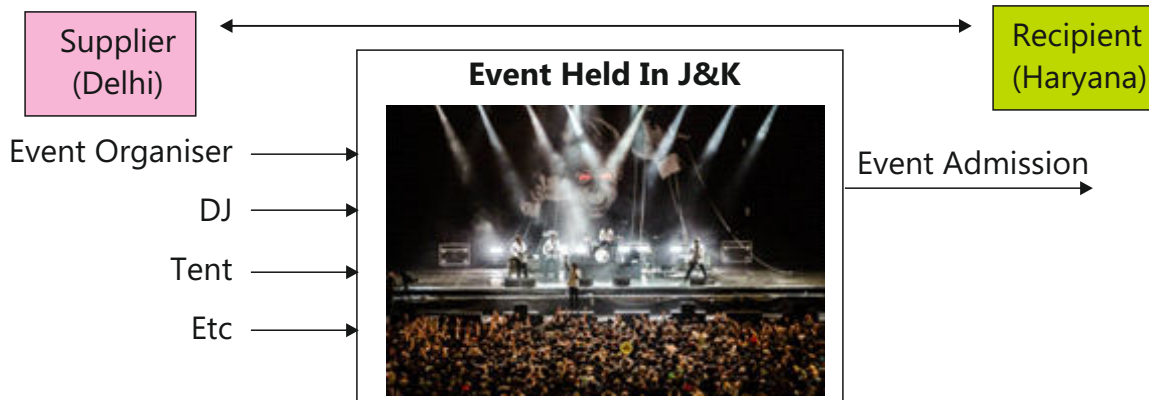 Supplier
(Delhi)
Recipient
(Haryana)
Event Held In J&K
Event Organiser
DJ
Tent
Etc
Event Admission